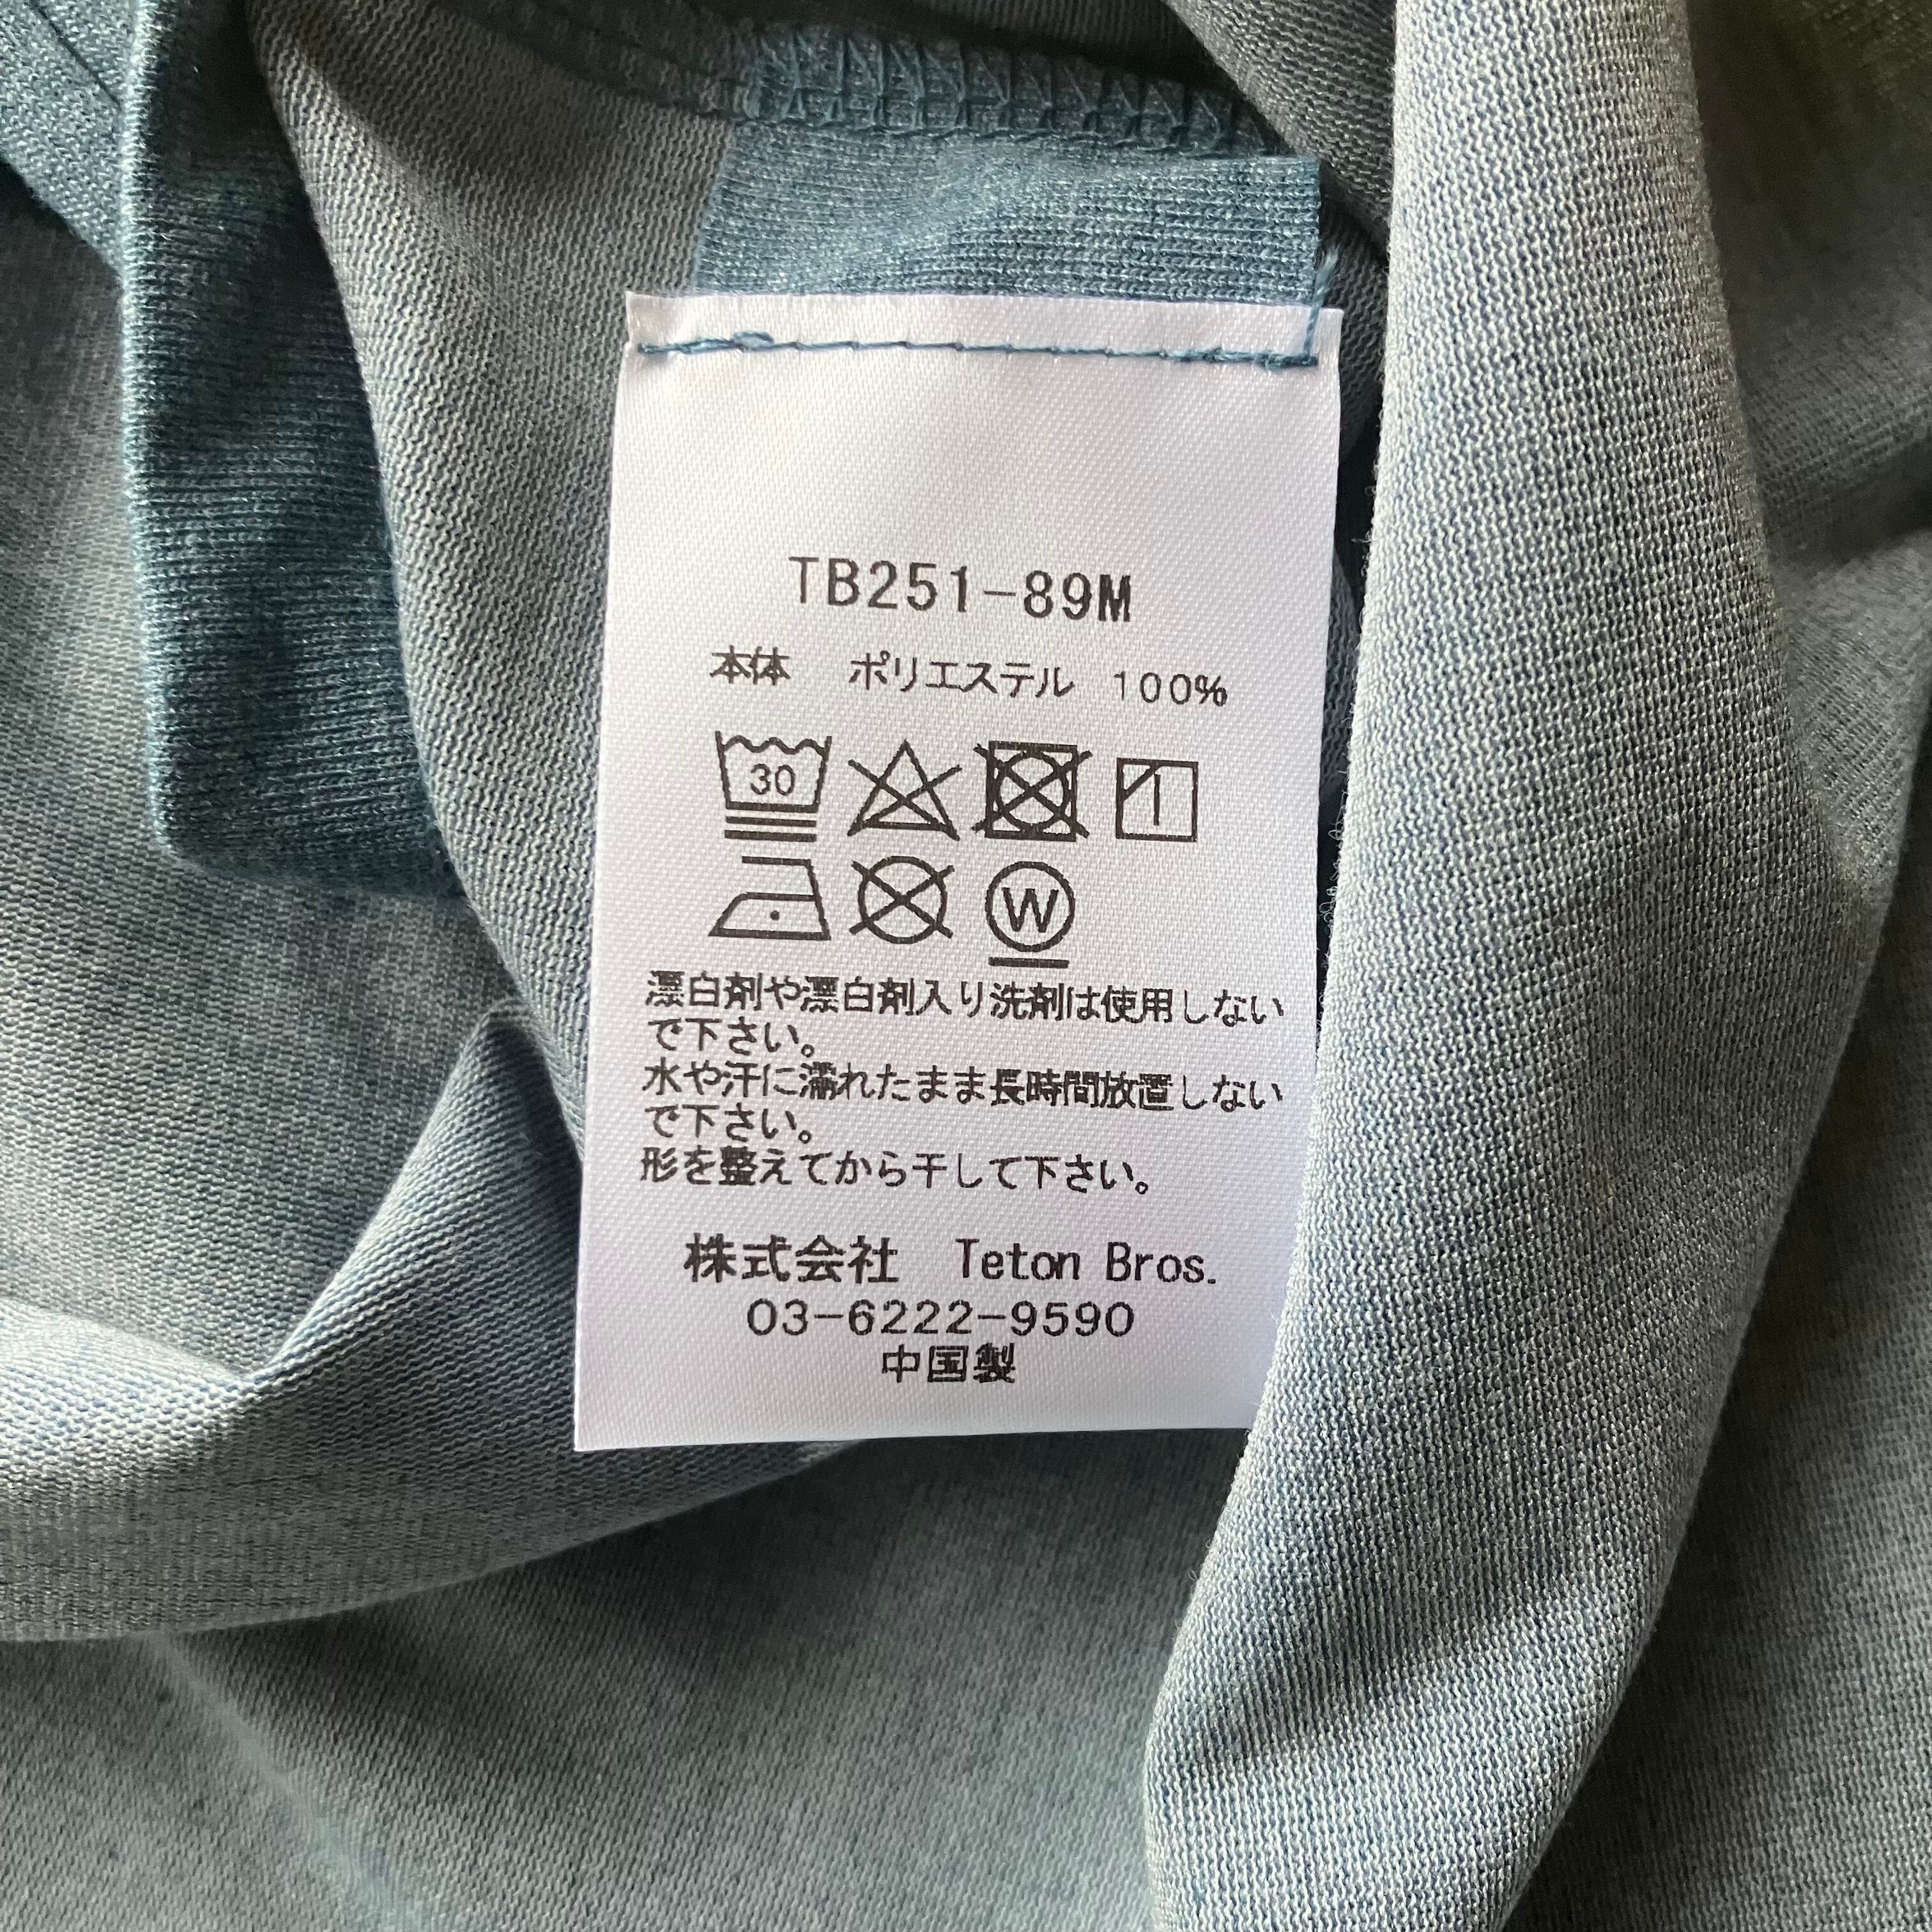 TB251-89M
本体　ポリエステル　100%
30
W
漂白剤や漂白剤入り洗剤は使用しない
で下さい。
水や汗に濡れたまま長時間放置しない
で下さい。
形を整えてから干して下さい。
株式会社　Teton Bros.
03-6222-9590
中国製